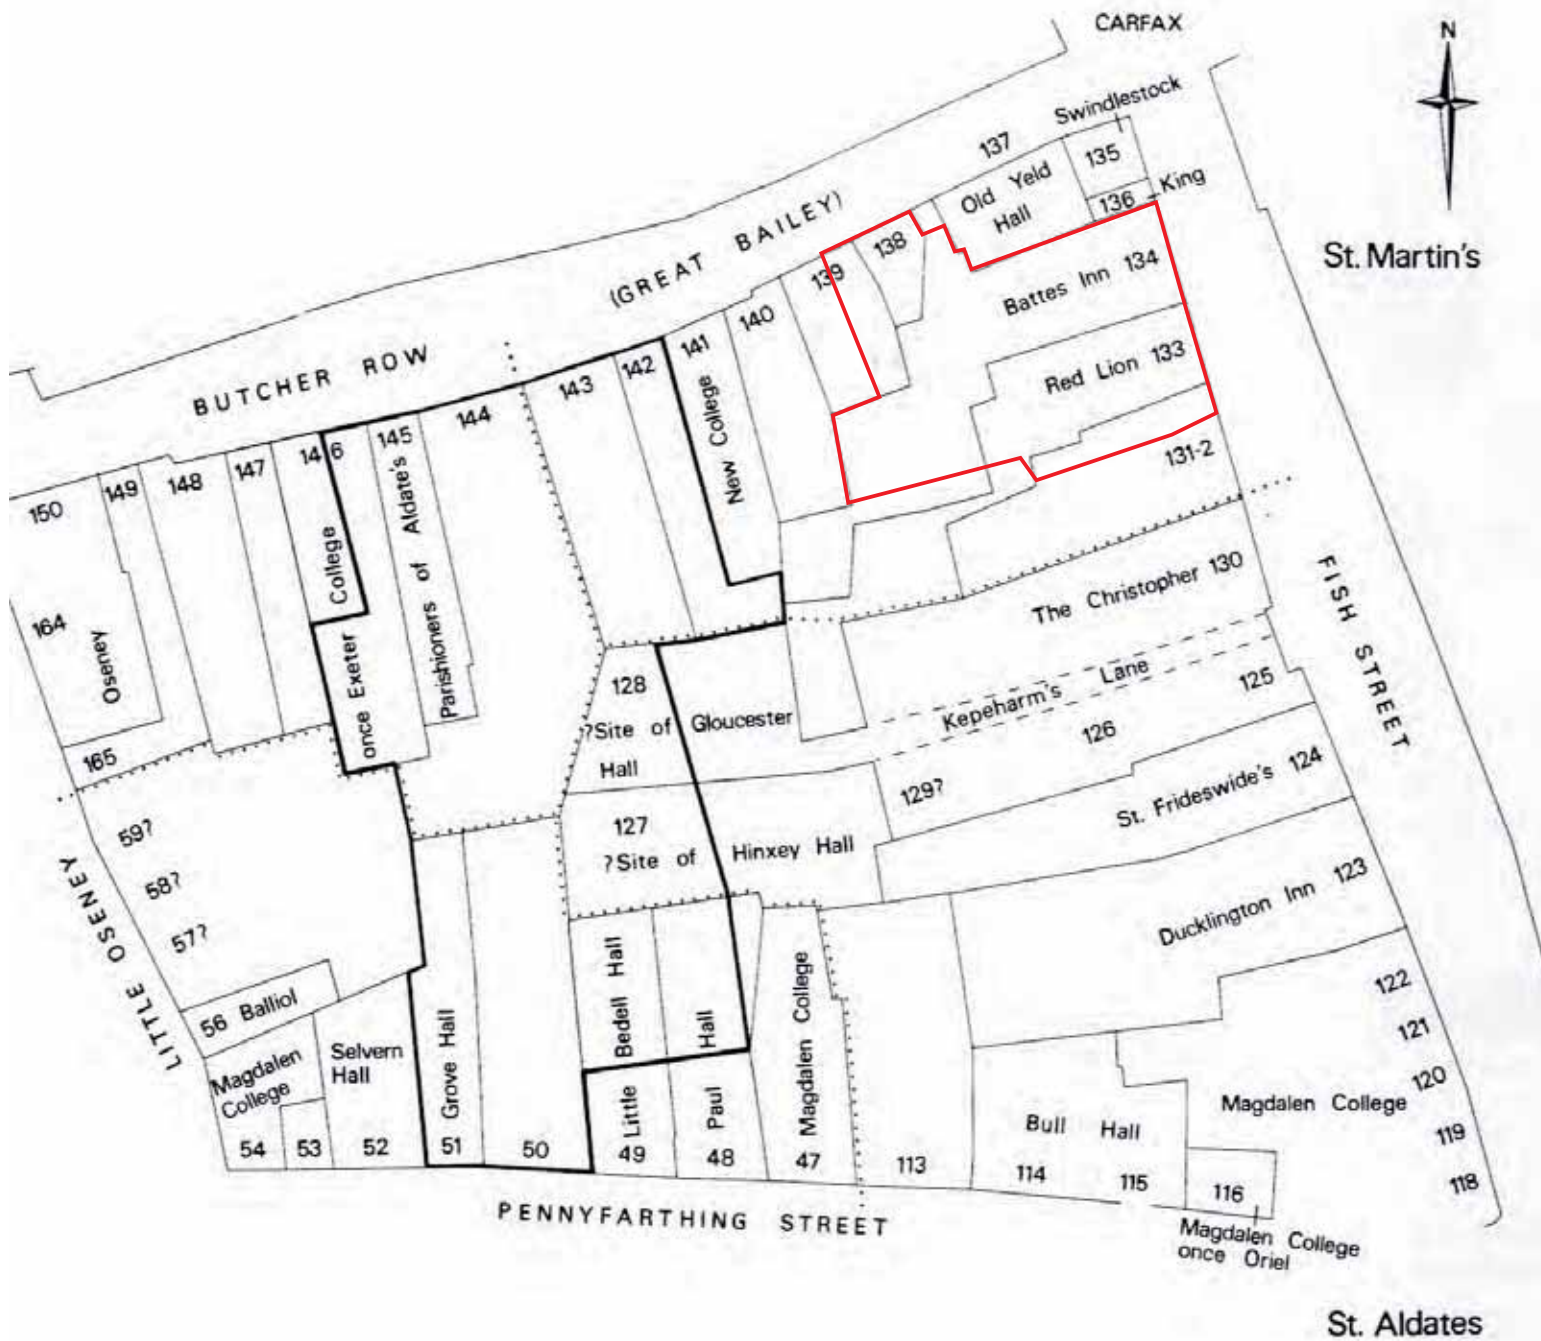 CARFAX
N
Swindlestock
137
135
King
136
Old Yeld
Hall
St. Martin's
(GREAT BAILEY)
138
139
Battes Inn 134
140
141
Red Lion 133
142
143
BUTCHER ROW
144
145
146
147
148
149
150
New College
131-2
College
Parishioners of Aldate's
164
Oseney
165
once Exeter
The Christopher 130
FISH STREET
Kepeharm's Lane
125
126
128
?Site of Gloucester
Hall
129?
St. Frideswide's 124
127
?Site of Hinxey Hall
59?
58?
57?
LITTLE OSENEY
Ducklington Inn 123
122
121
120
119
118
56 Balliol
Magdalen
College
Selvern
Hall
Grove Hall
Bedell Hall
Hall
Little
Paul
Magdalen College
Bull Hall
Magdalen College
54
53
52
51
50
49
48
47
113
114
115
116
PENNYFARTHING STREET
Magdalen College
once Oriel
St. Aldates